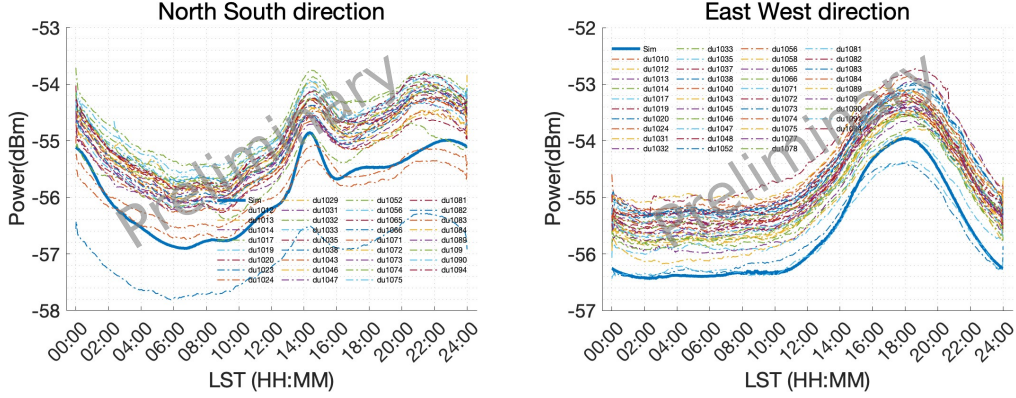 North South direction
-53
-54
-55
-56
-57
-58
Power(dBm)
Preliminary
Sim
du1012
du1013
du1014
du1017
du1019
du1020
du1023
du1024
du1029
du1031
du1032
du1033
du1035
du1038
du1043
du1046
du1047
du1052
du1056
du1065
du1066
du1071
du1072
du1073
du1074
du1075
du1081
du1082
du1083
du1084
du1089
du109
du1090
du1094
00:00
02:00
04:00
06:00
08:00
10:00
12:00
14:00
16:00
18:00
20:00
22:00
24:00
LST (HH:MM)
East West direction
-52
-53
-54
-55
-56
-57
Power(dBm)
Preliminary
Sim
du1010
du1012
du1013
du1014
du1017
du1019
du1020
du1024
du1031
du1032
du1033
du1035
du1037
du1038
du1040
du1043
du1045
du1046
du1047
du1048
du1052
du1056
du1058
du1065
du1066
du1071
du1072
du1073
du1074
du1075
du1076
du1077
du1078
du1081
du1082
du1083
du1084
du1089
du109
du1090
00:00
02:00
04:00
06:00
08:00
10:00
12:00
14:00
16:00
18:00
20:00
22:00
24:00
LST (HH:MM)